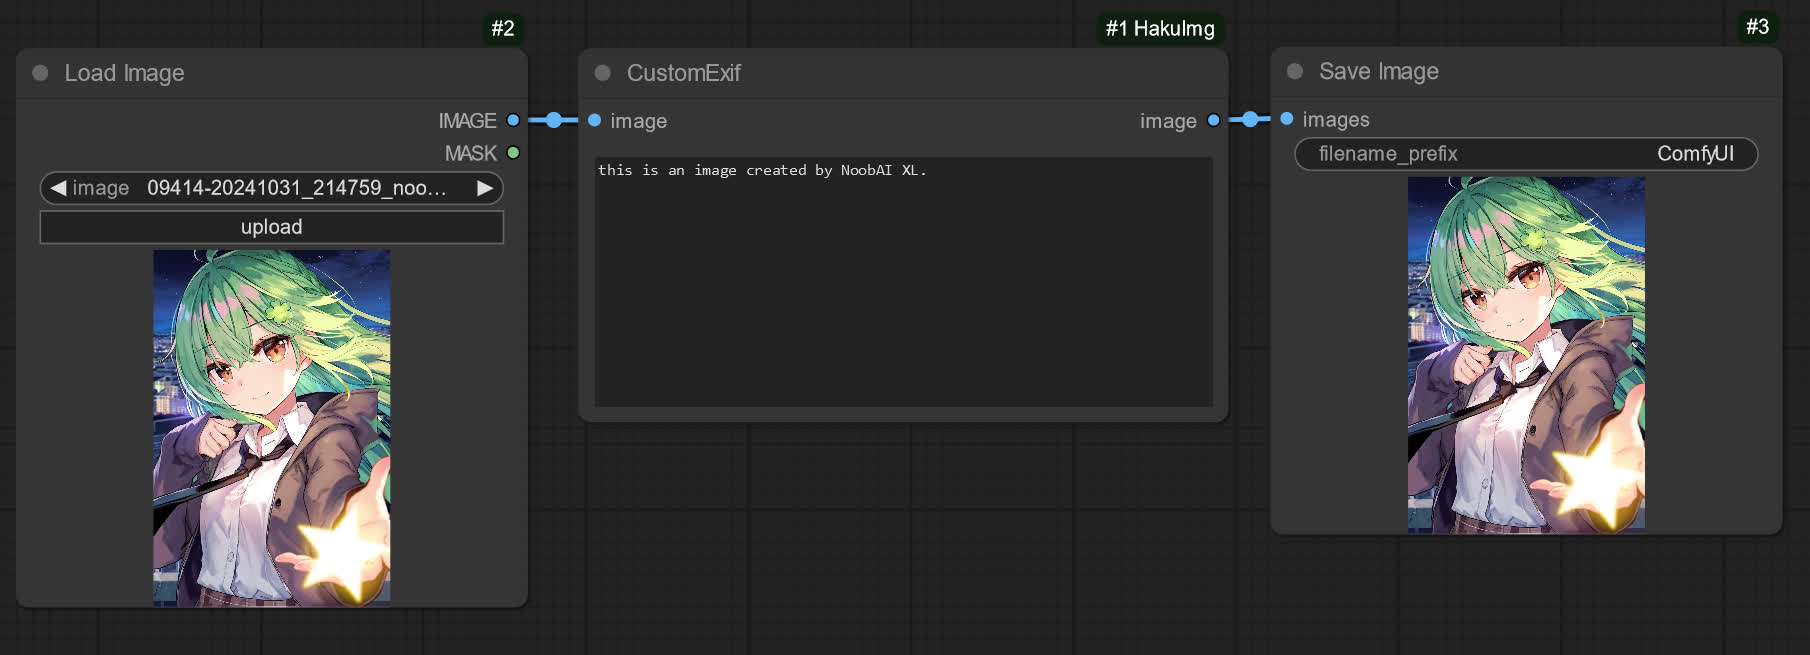 #2
Load Image
IMAGE
MASK
image 09414-20241031_214759_noo...
upload
#1 HakuImg
CustomExif
image
image
this is an image created by NoobAI XL.
#3
Save Image
images
filename_prefix ComfyUI